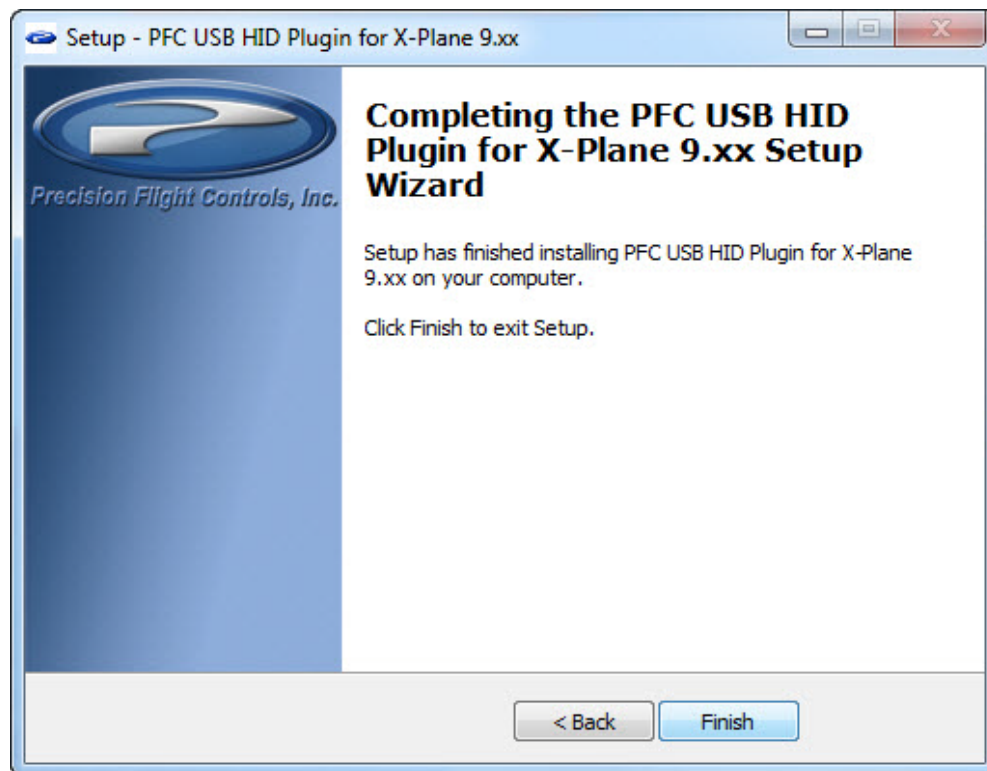 Setup - PFC USB HID Plugin for X-Plane 9.xx
Precision Flight Controls, Inc.
Completing the PFC USB HID
Plugin for X-Plane 9.xx Setup
Wizard
Setup has finished installing PFC USB HID Plugin for X-Plane
9.xx on your computer.
Click Finish to exit Setup.
< Back
Finish